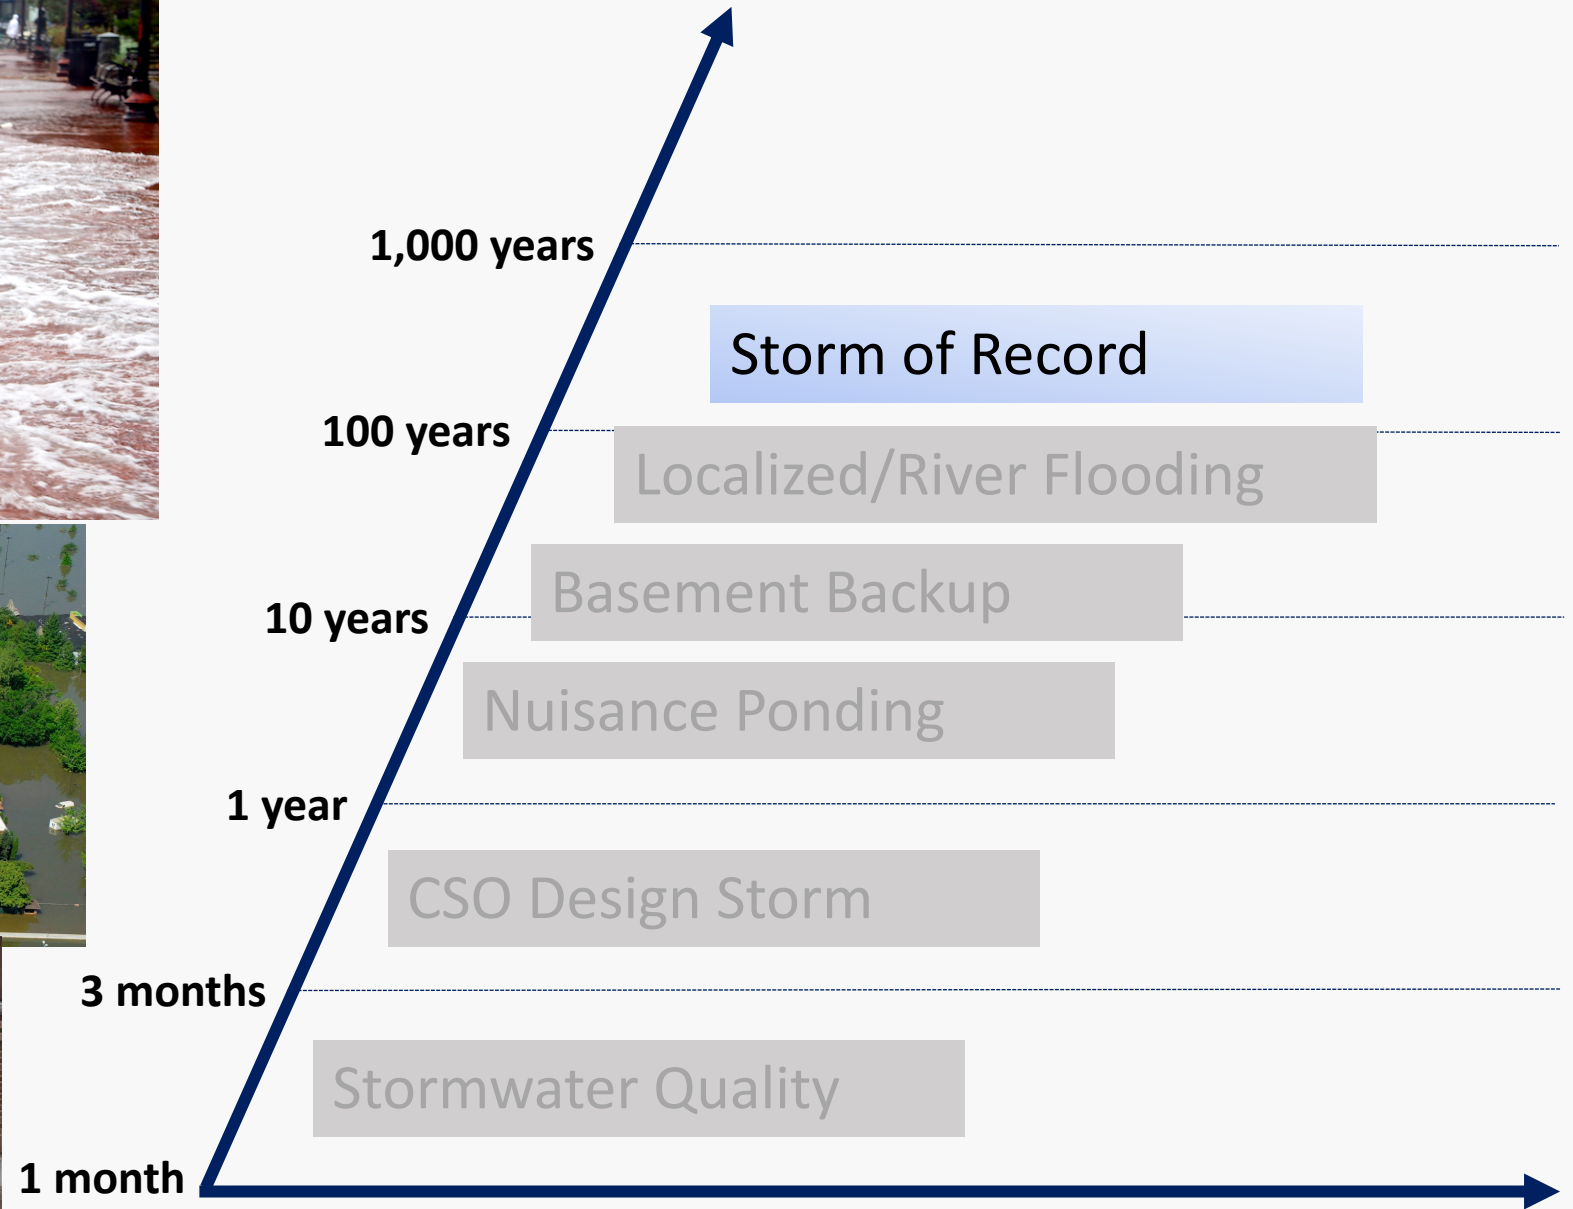 1,000 years
Storm of Record
100 years
Localized/River Flooding
Basement Backup
10 years
Nuisance Ponding
1 year
CSO Design Storm
3 months
Stormwater Quality
1 month